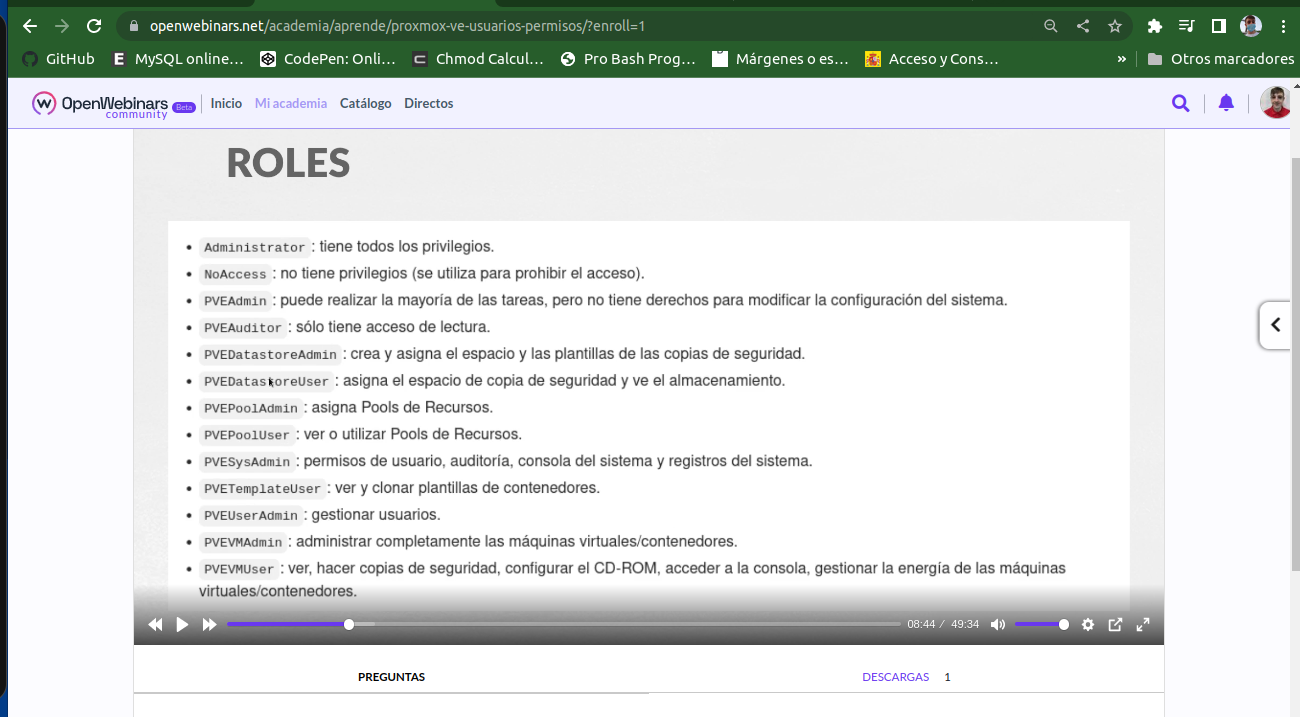 openwebinars.net/academia/aprende/proxmox-ve-usuarios-permisos/?enroll=1
GitHub MySQL online... CodePen: Onli... Chmod Calcul... Pro Bash Prog... Márgenes o es... Acceso y Cons... » Otros marcadores
OpenWebinars community Beta Inicio Mi academia Catálogo Directos
ROLES
• Administrator : tiene todos los privilegios.
• NoAccess : no tiene privilegios (se utiliza para prohibir el acceso).
• PVEAdmin : puede realizar la mayoría de las tareas, pero no tiene derechos para modificar la configuración del sistema.
• PVEAuditor : sólo tiene acceso de lectura.
• PVEDatastoreAdmin : crea y asigna el espacio y las plantillas de las copias de seguridad.
• PVEDatastoreUser : asigna el espacio de copia de seguridad y ve el almacenamiento.
• PVEPoolAdmin : asigna Pools de Recursos.
• PVEPoolUser : ver o utilizar Pools de Recursos.
• PVESysAdmin : permisos de usuario, auditoría, consola del sistema y registros del sistema.
• PVETemplateUser : ver y clonar plantillas de contenedores.
• PVEUserAdmin : gestionar usuarios.
• PVEVMAdmin : administrar completamente las máquinas virtuales/contenedores.
• PVEVMUser : ver, hacer copias de seguridad, configurar el CD-ROM, acceder a la consola, gestionar la energía de las máquinas
virtuales/contenedores.
08:44 / 49:34
PREGUNTAS DESCARGAS 1